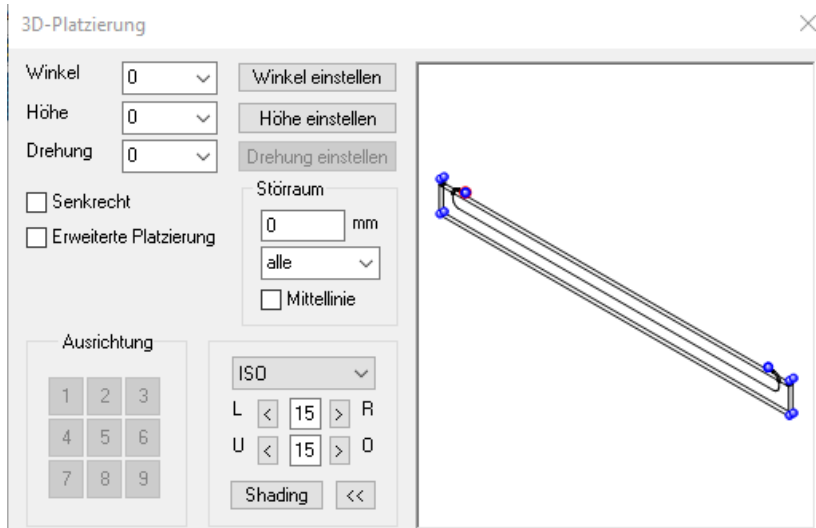 3D-Platzierung
Winkel 0 Winkel einstellen
Höhe 0 Höhe einstellen
Drehung 0 Drehung einstellen
Senkrecht
Erweiterte Platzierung
Störraum
0 mm
alle
Mittellinie
Ausrichtung
1 2 3
4 5 6
7 8 9
ISO
L < 15 > R
U < 15 > O
Shading <<